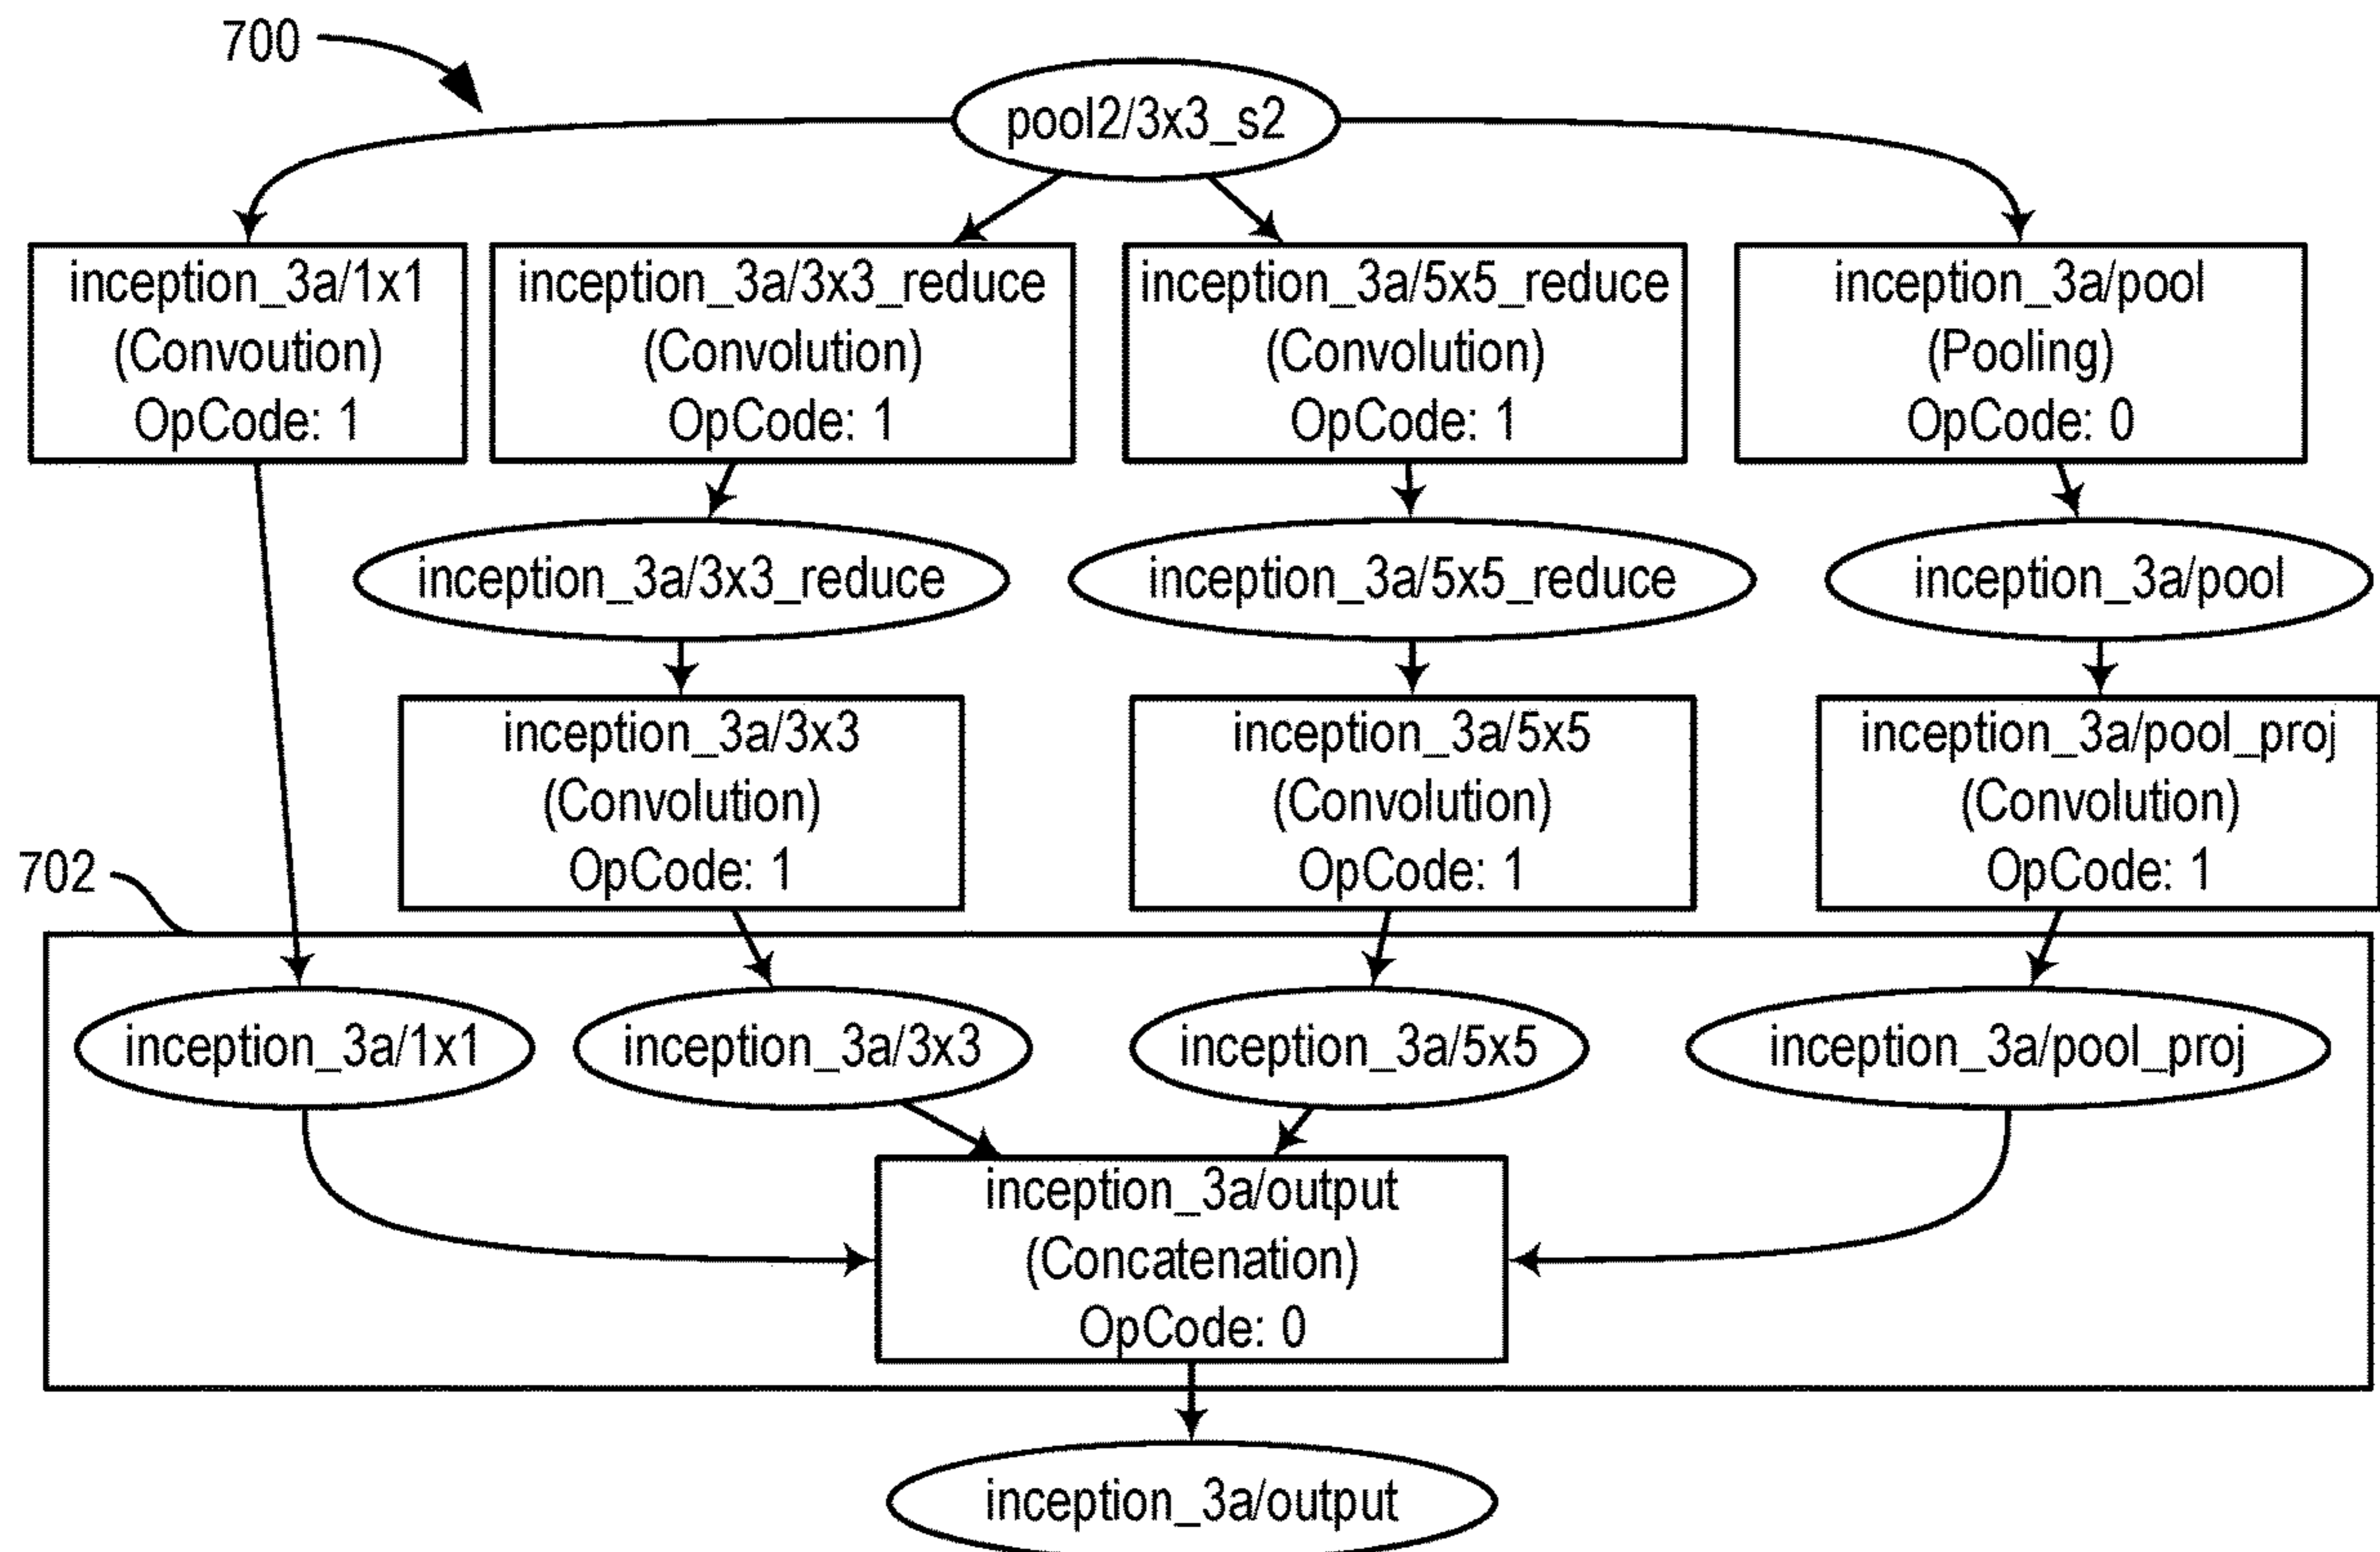 700
pool2/3x3_s2
inception_3a/1x1
(Convoution)
OpCode: 1
inception_3a/3x3_reduce
(Convolution)
OpCode: 1
inception_3a/5x5_reduce
(Convolution)
OpCode: 1
inception_3a/pool
(Pooling)
OpCode: 0
inception_3a/3x3_reduce
inception_3a/5x5_reduce
inception_3a/pool
inception_3a/3x3
(Convolution)
OpCode: 1
inception_3a/5x5
(Convolution)
OpCode: 1
inception_3a/pool_proj
(Convolution)
OpCode: 1
702
inception_3a/1x1
inception_3a/3x3
inception_3a/5x5
inception_3a/pool_proj
inception_3a/output
(Concatenation)
OpCode: 0
inception_3a/output